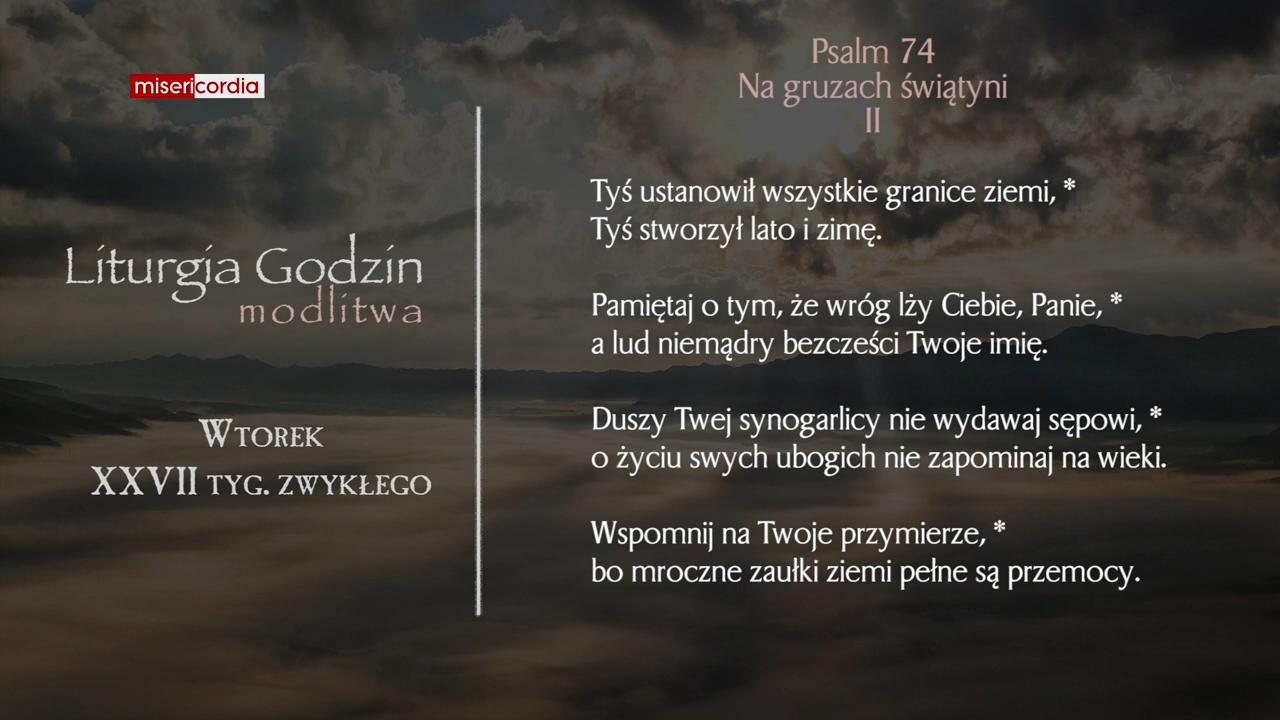 misericordia
Liturgia Godzin
modlitwa
Wtorek
XXVII tyg. zwykłego
Psalm 74
Na gruzach świątyni
II
Tyś ustanowił wszystkie granice ziemi, *
Tyś stworzył lato i zimę.
Pamiętaj o tym, że wróg lży Ciebie, Panie, *
a lud niemądry bezcześci Twoje imię.
Duszy Twej synogarlicy nie wydawaj sępowi, *
o życiu swych ubogich nie zapominaj na wieki.
Wspomnij na Twoje przymierze, *
bo mroczne zaułki ziemi pełne są przemocy.